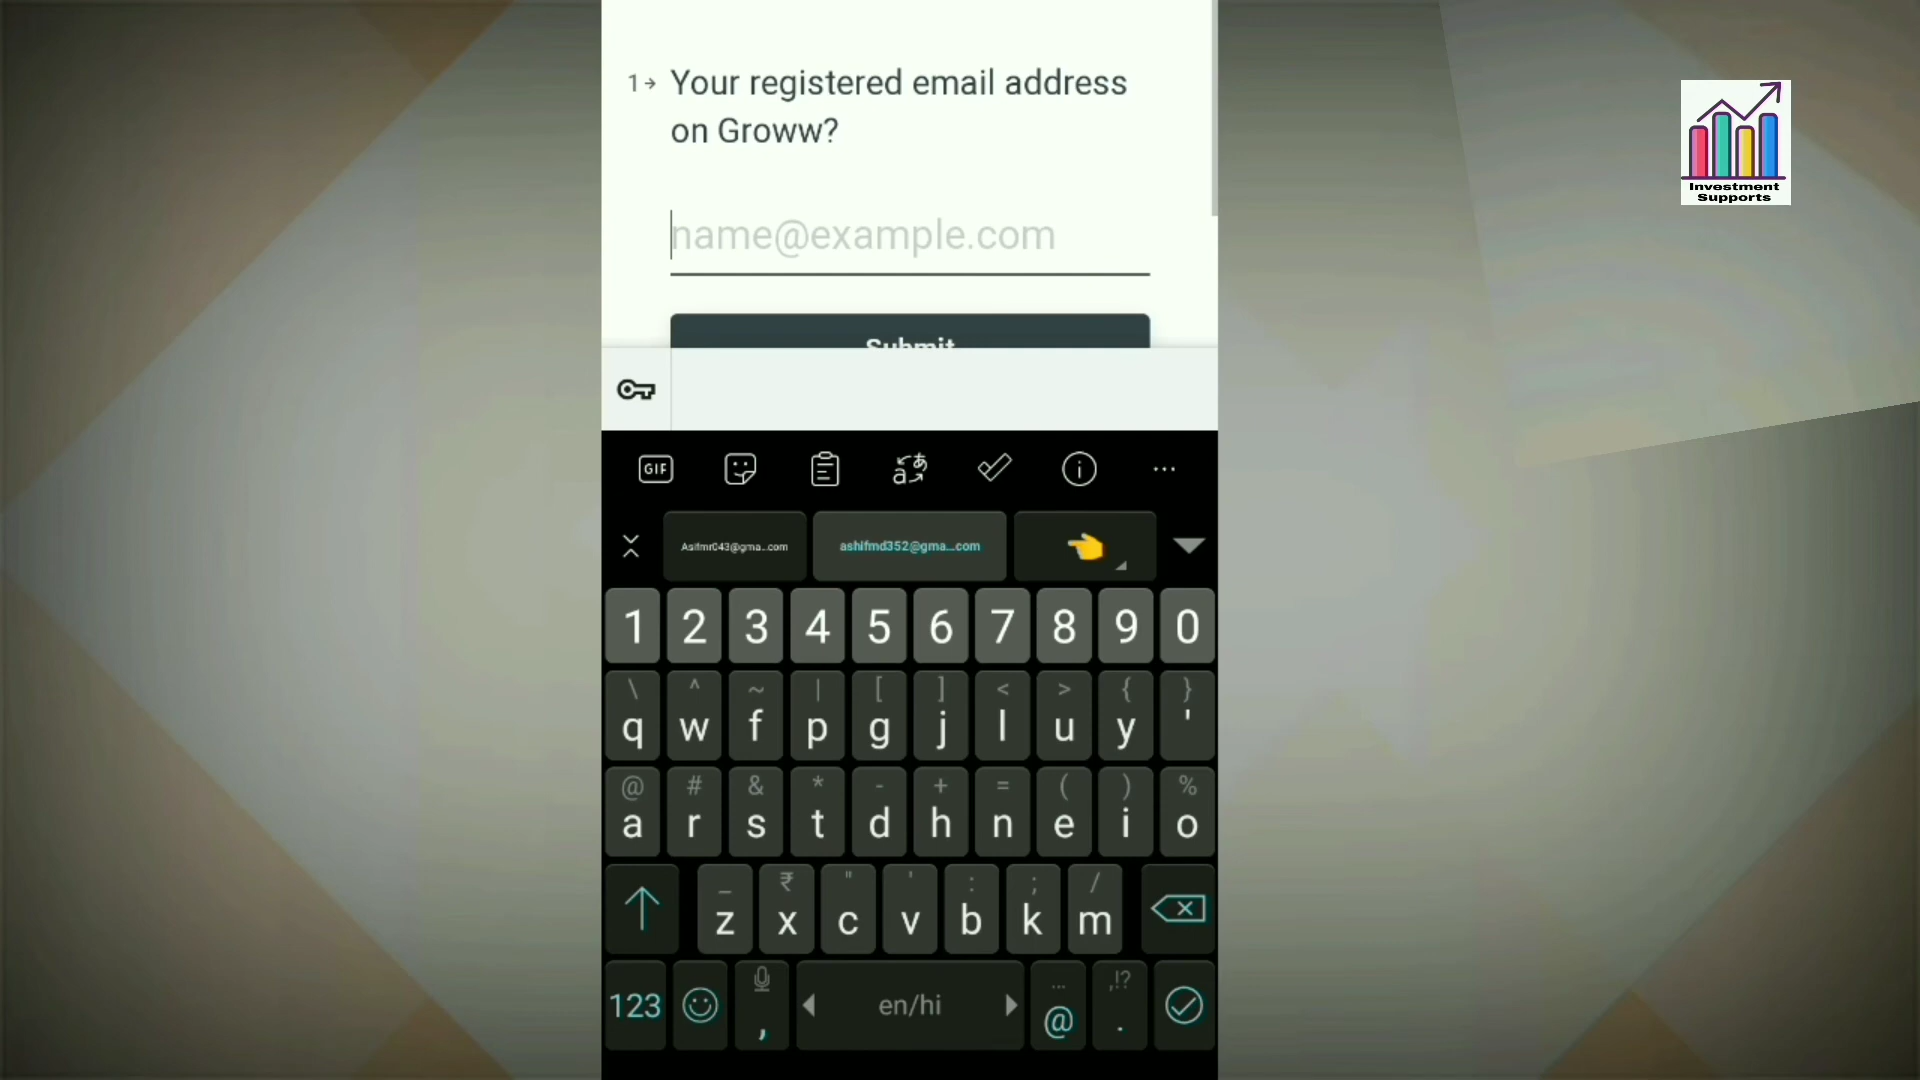 1→ Your registered email address
on Groww?
name@example.com
Submit
Investment
Supports
GIF
Asifmr043@gma...com ashifmd352@gma...com
1 2 3 4 5 6 7 8 9 0
\ ^ ~ | [ ] < > { }
q w f p g j l u y '
@ # & * - + = ( ) %
a r s t d h n e i o
_ ₹ " ' : ; /
z x c v b k m
... ,!?
123 , en/hi @ .